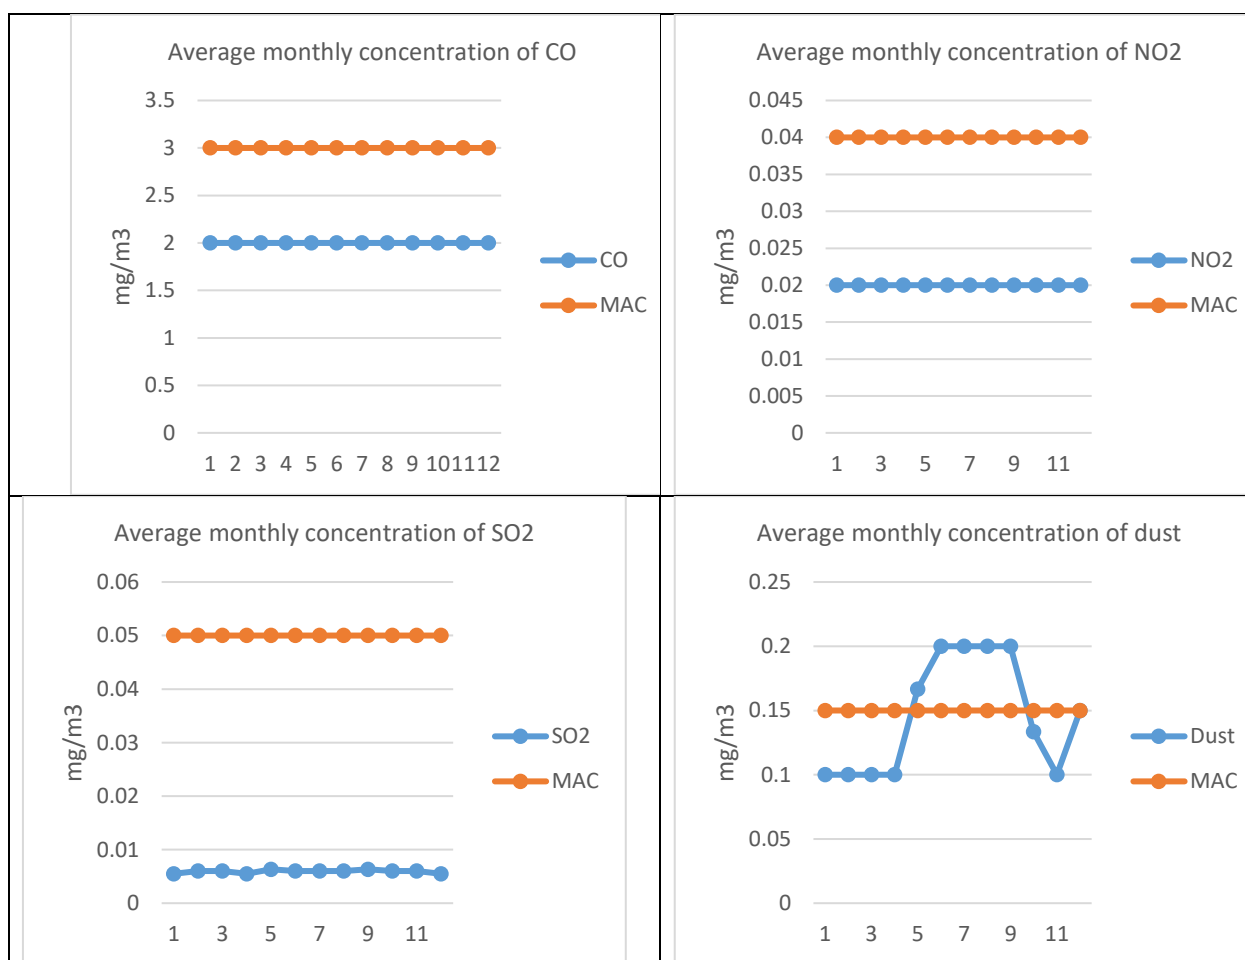 Average monthly concentration of CO
3.5
3
2.5
2
1.5
1
0.5
0
mg/m3
1 2 3 4 5 6 7 8 9 10 11 12
CO
MAC
Average monthly concentration of NO2
0.045
0.04
0.035
0.03
0.025
0.02
0.015
0.01
0.005
0
mg/m3
1 3 5 7 9 11
NO2
MAC
Average monthly concentration of SO2
0.06
0.05
0.04
0.03
0.02
0.01
0
mg/m3
1 3 5 7 9 11
SO2
MAC
Average monthly concentration of dust
0.25
0.2
0.15
0.1
0.05
0
mg/m3
1 3 5 7 9 11
Dust
MAC